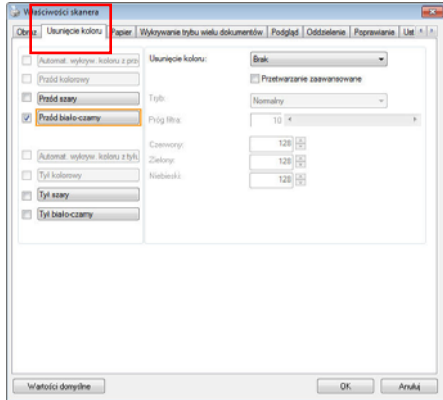 Właściwości skanera
Obraz Usunięcie koloru Papier Wykrywanie trybu wielu dokumentów Podgląd Oddzielenie Poprawianie Ust
Automat. wykryw. koloru z prz
Usunięcie koloru: Brak
Przód kolorowy
Przetwarzanie zaawansowane
Przód szary
Tryb: Normalny
Przód biało-czarny
Próg filtra: 10
Czerwony: 128
Automat. wykryw. koloru z tyłu
Zielony: 128
Tył kolorowy
Niebieski: 128
Tył szary
Tył biało-czarny
Wartości domyślne OK Anuluj